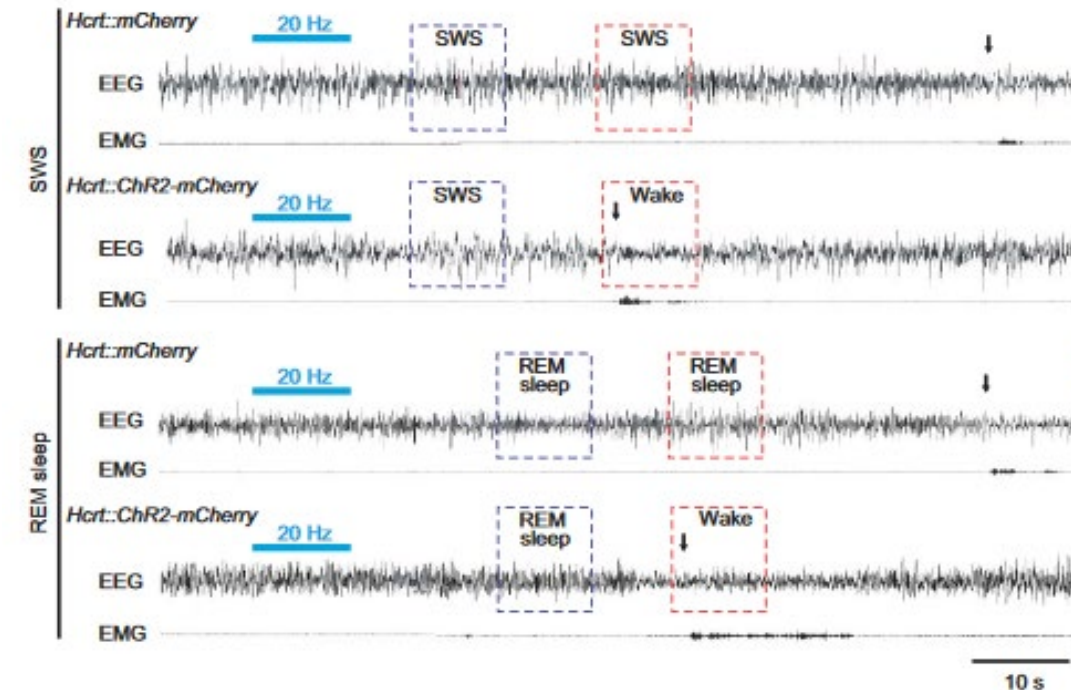 Hcrt::mCherry
20 Hz
SWS
SWS
EEG
EMG
SWS
Hcrt::ChR2-mCherry
20 Hz
SWS
Wake
EEG
EMG
Hcrt::mCherry
20 Hz
REM
sleep
REM
sleep
EEG
EMG
REM sleep
Hcrt::ChR2-mCherry
20 Hz
REM
sleep
Wake
EEG
EMG
10 s